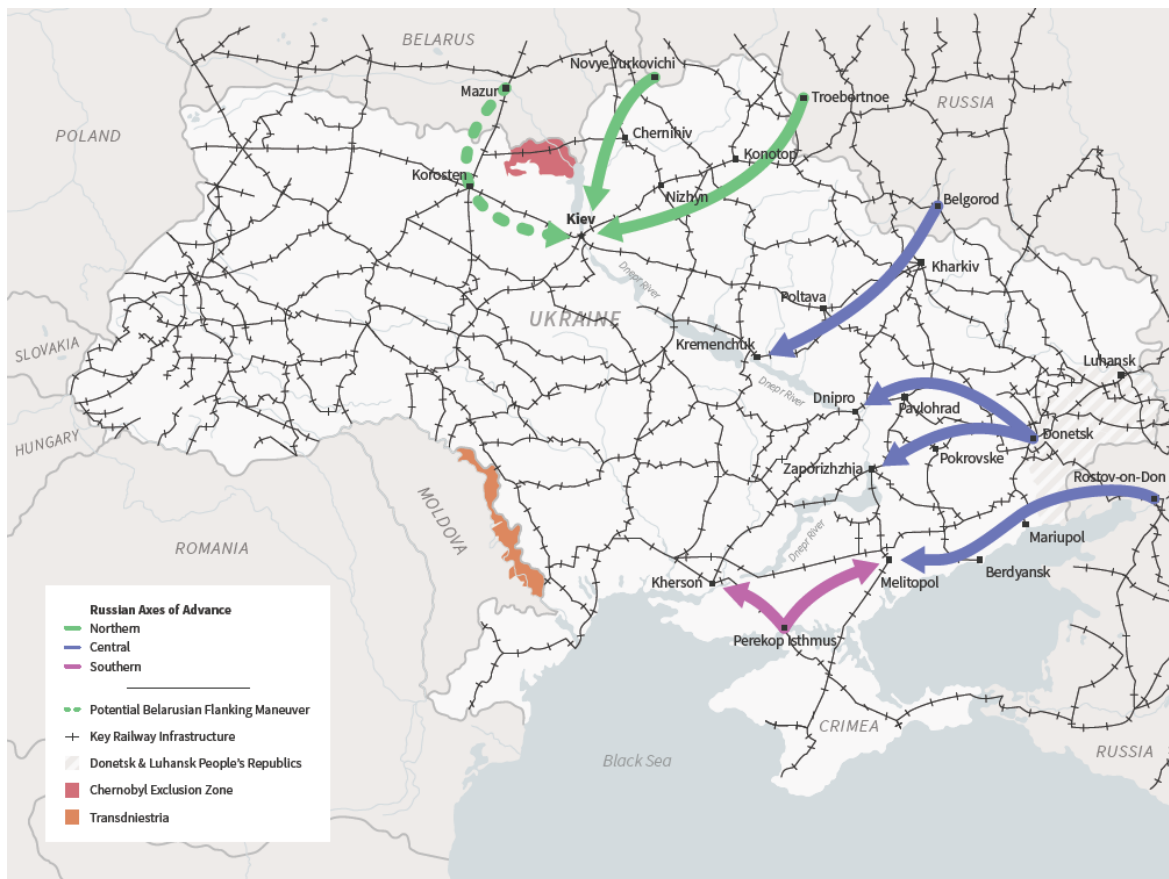 BELARUS
Novye Yurkovichi
Mazur
Troebortnoe
RUSSIA
POLAND
Chernihiv
Konotop
Korosten
Nizhyn
Belgorod
Kiev
Kharkiv
Dnepr River
Poltava
UKRAINE
Kremenchuk
SLOVAKIA
Luhansk
Dnepr River
Dnipro
Pavlohrad
HUNGARY
Donetsk
Pokrovske
Zaporizhzhia
Rostov-on-Don
MOLDOVA
Dnepr River
Mariupol
ROMANIA
Berdyansk
Kherson
Melitopol
Perekop Isthmus
CRIMEA
RUSSIA
Black Sea
Russian Axes of Advance
Northern
Central
Southern
Potential Belarusian Flanking Maneuver
Key Railway Infrastructure
Donetsk & Luhansk People's Republics
Chernobyl Exclusion Zone
Transdniestria